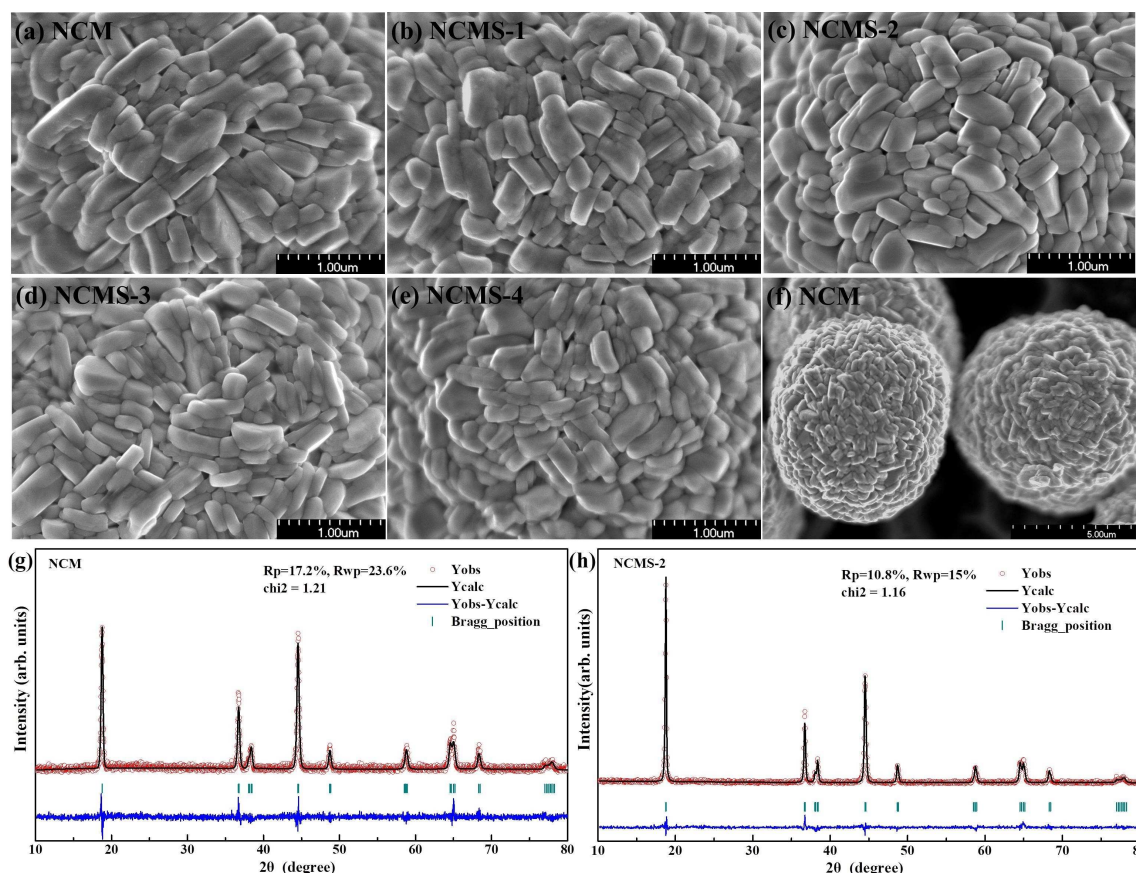 (a) NCM
1.00um
(b) NCMS-1
1.00um
(c) NCMS-2
1.00um
(d) NCMS-3
1.00um
(e) NCMS-4
1.00um
(f) NCM
5.00um
(g)
NCM
Rp=17.2%, Rwp=23.6%
chi2 = 1.21
Yobs
Ycalc
Yobs-Ycalc
Bragg_position
Intensity (arb. units)
10 20 30 40 50 60 70 80
2θ (degree)
(h)
NCMS-2
Rp=10.8%, Rwp=15%
chi2 = 1.16
Yobs
Ycalc
Yobs-Ycalc
Bragg_position
Intensity(arb. units)
10 20 30 40 50 60 70 80
2θ (degree)